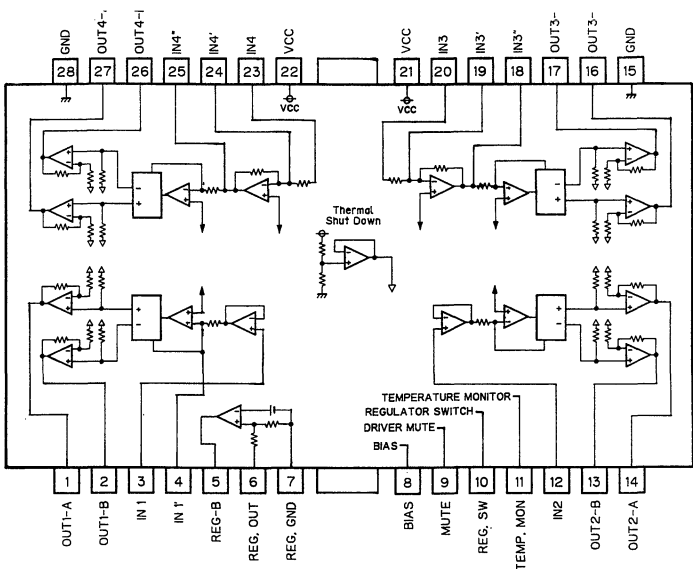 GND
OUT4-,
OUT4-I
IN4"
IN4'
IN4
VCC
VCC
IN3
IN3'
IN3"
OUT3-
OUT3-
GND
28 27 26 25 24 23 22 21 20 19 18 17 16 15
VCC
VCC
Thermal
Shut Down
TEMPERATURE MONITOR
REGULATOR SWITCH
DRIVER MUTE
BIAS
1 2 3 4 5 6 7 8 9 10 11 12 13 14
OUT1-A
OUT1-B
IN 1
IN1'
REG-B
REG, OUT
REG, GND
BIAS
MUTE
REG, SW
TEMP, MON
IN2
OUT2-B
OUT2-A